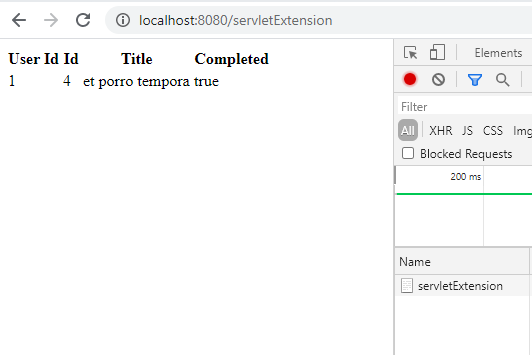 localhost:8080/servletExtension
User Id Id Title Completed
1 4 et porro tempora true
Elements
Filter
All XHR JS CSS Img
Blocked Requests
200 ms
Name
servletExtension